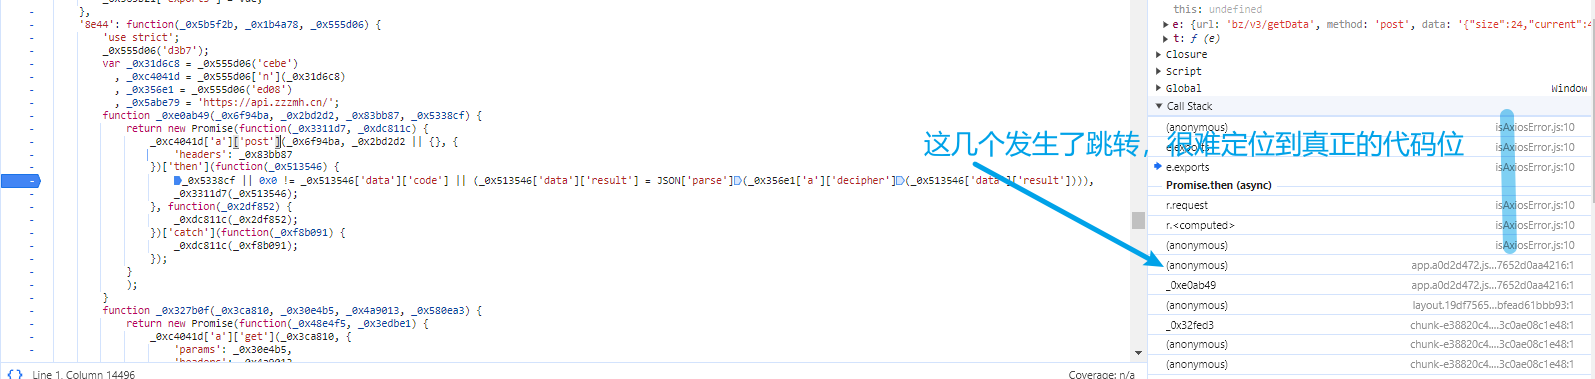 },
'8e44': function(_0x5b5f2b, _0x1b4a78, _0x555d06) {
'use strict';
_0x555d06('d3b7');
var _0x31d6c8 = _0x555d06('cebe')
, _0xc4041d = _0x555d06['n'](_0x31d6c8)
, _0x356e1 = _0x555d06('ed08')
, _0x5abe79 = 'https://api.zzzmh.cn/';
function _0xe0ab49(_0x6f94ba, _0x2bd2d2, _0x83bb87, _0x5338cf) {
return new Promise(function(_0x3311d7, _0xdc811c) {
_0xc4041d['a']['post'](_0x6f94ba, _0x2bd2d2 || {}, {
'headers': _0x83bb87
})['then'](function(_0x513546) {
_0x5338cf || 0x0 != _0x513546['data']['code'] || (_0x513546['data']['result'] = JSON['parse'](_0x356e1['a']['decipher'](_0x513546['data']['result']))),
_0x3311d7(_0x513546);
}, function(_0x2df852) {
_0xdc811c(_0x2df852);
})['catch'](function(_0xf8b091) {
_0xdc811c(_0xf8b091);
});
}
);
}
function _0x327b0f(_0x3ca810, _0x30e4b5, _0x4a9013, _0x580ea3) {
return new Promise(function(_0x48e4f5, _0x3edbe1) {
_0xc4041d['a']['get'](_0x3ca810, {
'params': _0x30e4b5,
{} Line 1, Column 14496
Coverage: n/a
this: undefined
e: {url: 'bz/v3/getData', method: 'post', data: '{"size":24,"current":4
t: ƒ (e)
Closure
Script
Global Window
Call Stack
(anonymous) isAxiosError.js:10
e.exports isAxiosError.js:10
e.exports isAxiosError.js:10
Promise.then (async)
r.request isAxiosError.js:10
r.<computed> isAxiosError.js:10
(anonymous) isAxiosError.js:10
(anonymous) app.a0d2d472.js…7652d0aa4216:1
_0xe0ab49 app.a0d2d472.js…7652d0aa4216:1
(anonymous) layout.19df7565…bfead61bbb93:1
_0x32fed3 chunk-e38820c4.…3c0ae08c1e48:1
(anonymous) chunk-e38820c4.…3c0ae08c1e48:1
(anonymous) chunk-e38820c4.…3c0ae08c1e48:1
这几个发生了跳转，很难定位到真正的代码位